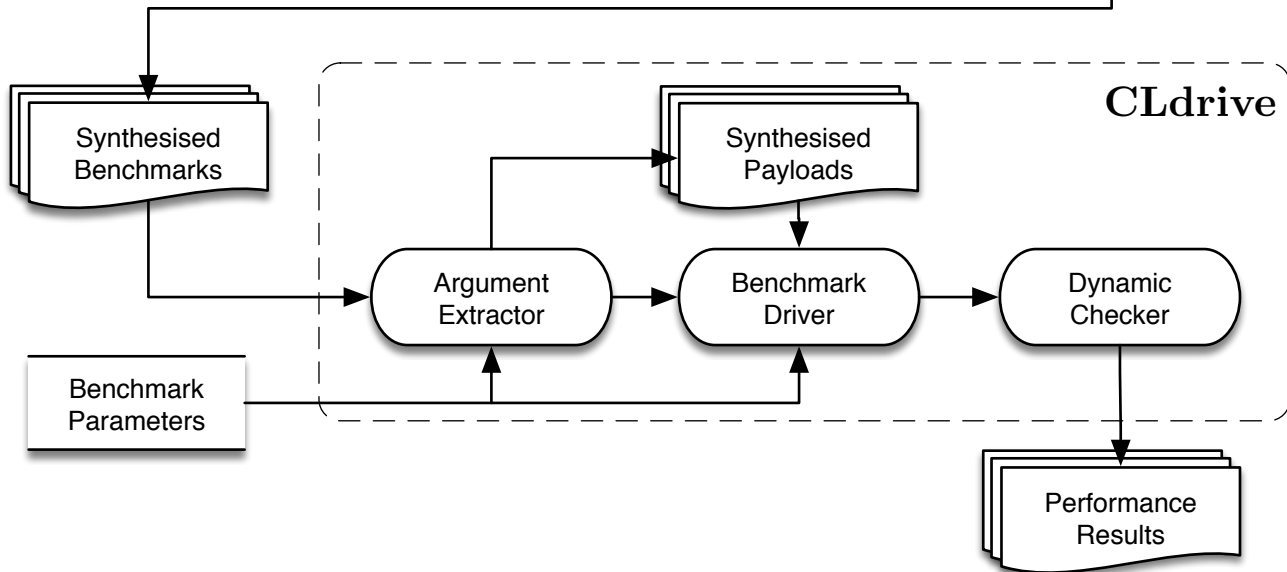 CLdrive
Synthesised
Benchmarks
Synthesised
Payloads
Argument
Extractor
Benchmark
Driver
Dynamic
Checker
Benchmark
Parameters
Performance
Results